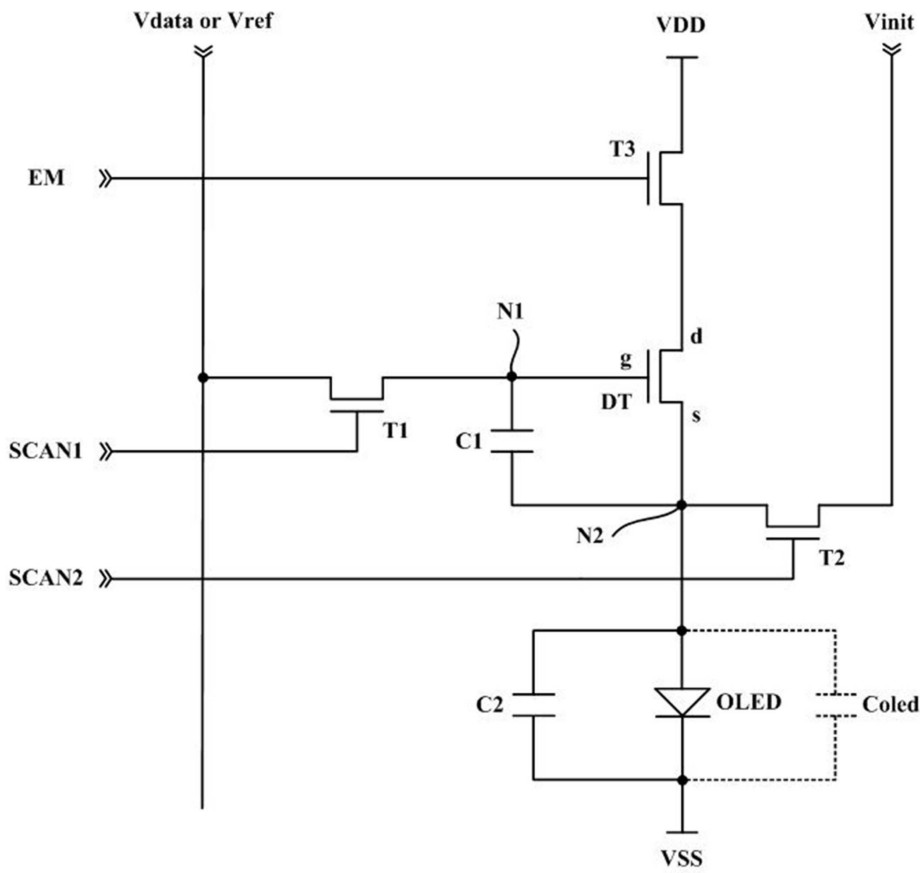 Vdata or Vref
VDD
Vinit
T3
EM
N1
d
g
DT
s
T1
C1
SCAN1
N2
T2
SCAN2
C2
OLED
Coled
VSS